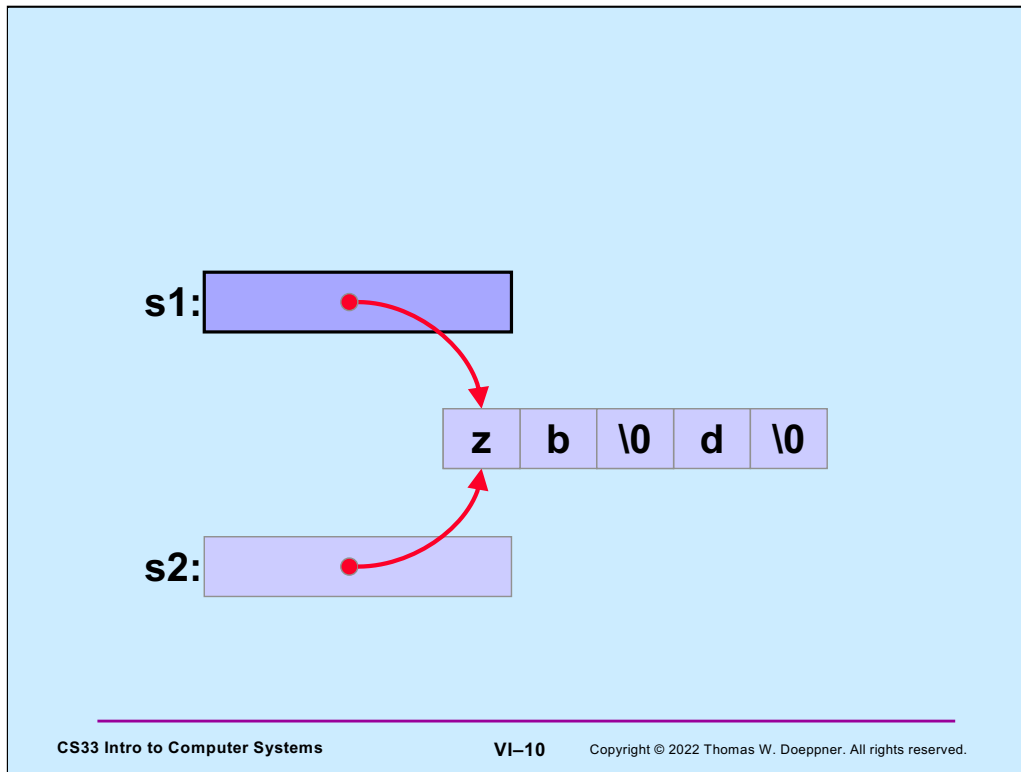 s1:
z b \0 d \0
s2:
CS33 Intro to Computer Systems VI–10 Copyright © 2022 Thomas W. Doeppner. All rights reserved.